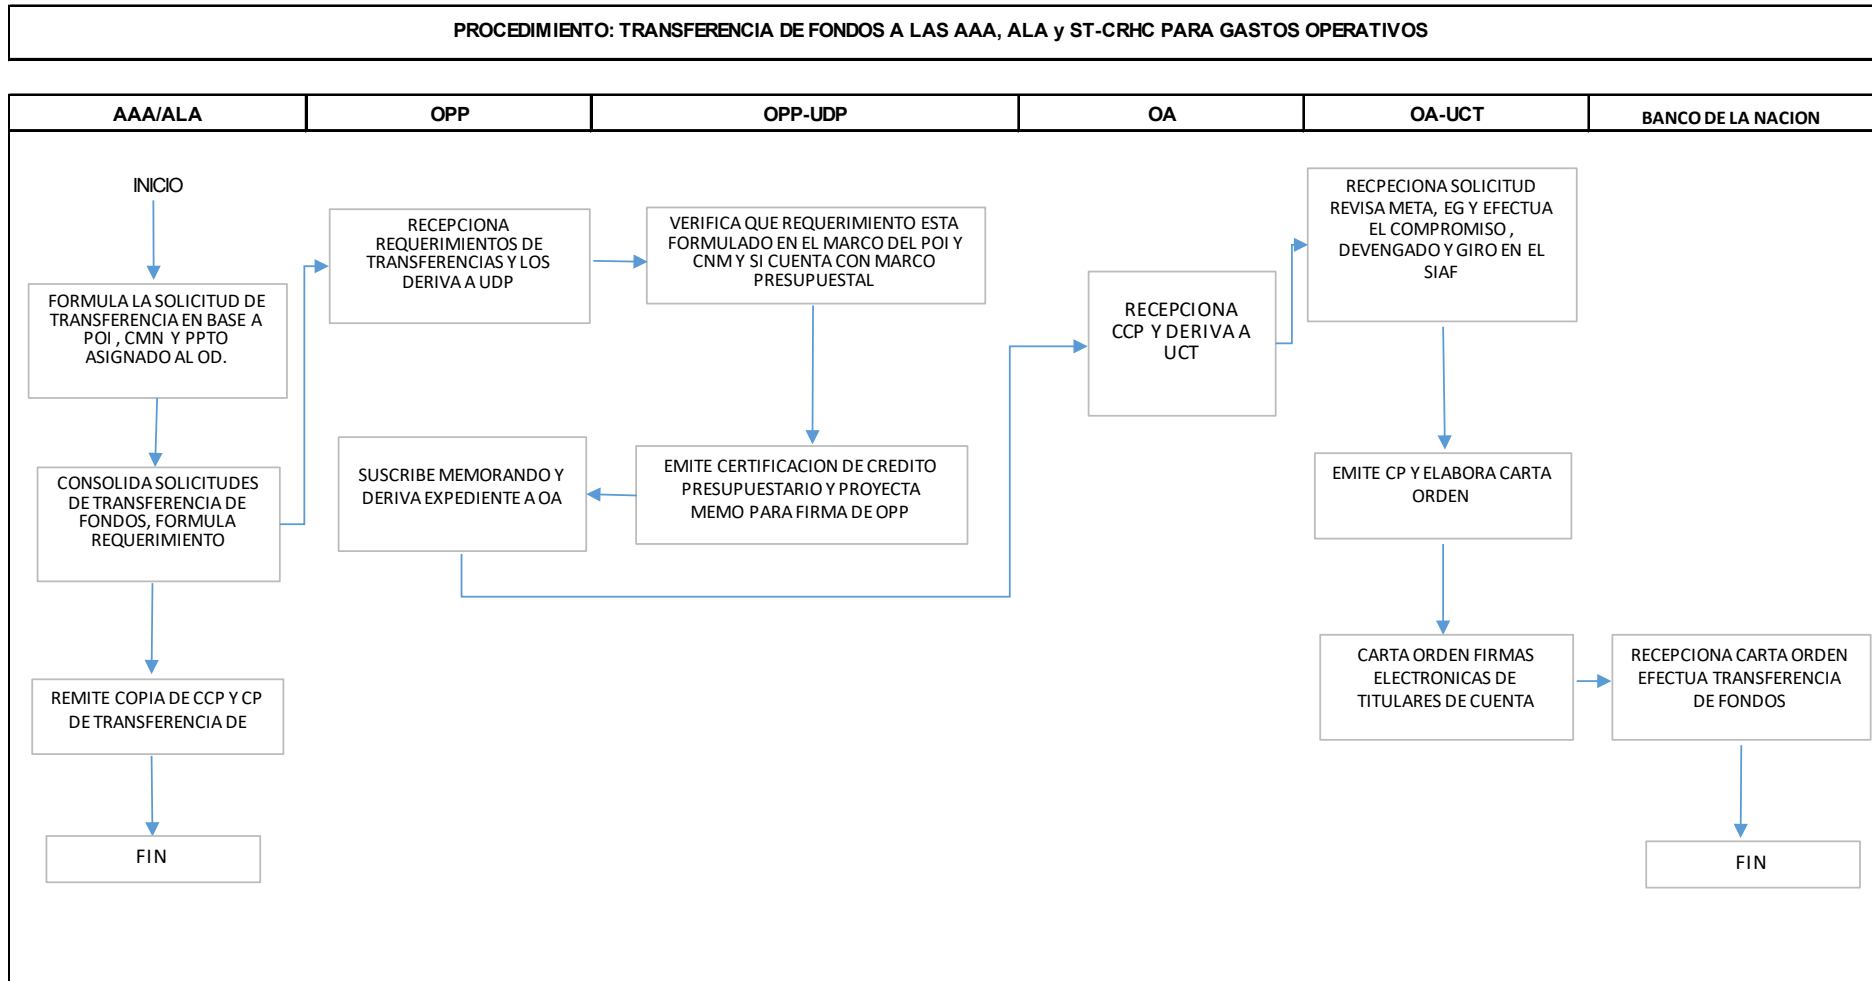 PROCEDIMIENTO: TRANSFERENCIA DE FONDOS A LAS AAA, ALA y ST-CRHC PARA GASTOS OPERATIVOS
AAA/ALA
OPP
OPP-UDP
OA
OA-UCT
BANCO DE LA NACION
INICIO
FORMULA LA SOLICITUD DE
TRANSFERENCIA EN BASE A
POI , CMN Y PPTO
ASIGNADO AL OD.
CONSOLIDA SOLICITUDES
DE TRANSFERENCIA DE
FONDOS, FORMULA
REQUERIMIENTO
REMITE COPIA DE CCP Y CP
DE TRANSFERENCIA DE
FIN
RECEPCIONA
REQUERIMIENTOS DE
TRANSFERENCIAS Y LOS
DERIVA A UDP
SUSCRIBE MEMORANDO Y
DERIVA EXPEDIENTE A OA
VERIFICA QUE REQUERIMIENTO ESTA
FORMULADO EN EL MARCO DEL POI Y
CNM Y SI CUENTA CON MARCO
PRESUPUESTAL
EMITE CERTIFICACION DE CREDITO
PRESUPUESTARIO Y PROYECTA
MEMO PARA FIRMA DE OPP
RECEPCIONA
CCP Y DERIVA A
UCT
RECPECIONA SOLICITUD
REVISA META, EG Y EFECTUA
EL COMPROMISO ,
DEVENGADO Y GIRO EN EL
SIAF
EMITE CP Y ELABORA CARTA
ORDEN
CARTA ORDEN FIRMAS
ELECTRONICAS DE
TITULARES DE CUENTA
RECEPCIONA CARTA ORDEN
EFECTUA TRANSFERENCIA
DE FONDOS
FIN